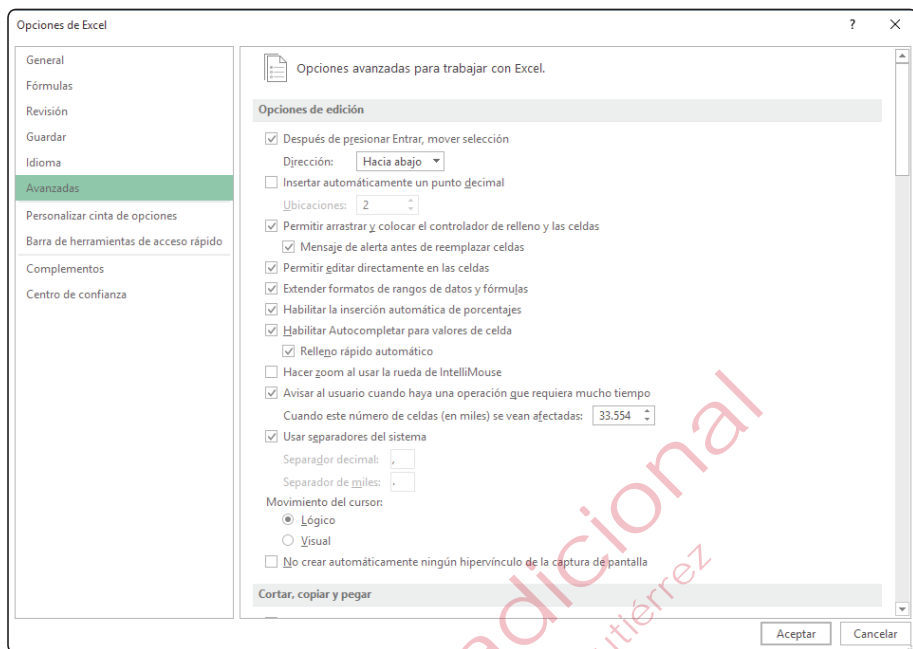 Opciones de Excel
?
General
Fórmulas
Revisión
Guardar
Idioma
Avanzadas
Personalizar cinta de opciones
Barra de herramientas de acceso rápido
Complementos
Centro de confianza
Opciones avanzadas para trabajar con Excel.
Opciones de edición
Después de presionar Entrar, mover selección
Dirección: Hacia abajo
Insertar automáticamente un punto decimal
Ubicaciones: 2
Permitir arrastrar y colocar el controlador de relleno y las celdas
Mensaje de alerta antes de reemplazar celdas
Permitir editar directamente en las celdas
Extender formatos de rangos de datos y fórmulas
Habilitar la inserción automática de porcentajes
Habilitar Autocompletar para valores de celda
Relleno rápido automático
Hacer zoom al usar la rueda de IntelliMouse
Avisar al usuario cuando haya una operación que requiera mucho tiempo
Cuando este número de celdas (en miles) se vean afectadas: 33.554
Usar separadores del sistema
Separador decimal: ,
Separador de miles: .
Movimiento del cursor:
Lógico
Visual
No crear automáticamente ningún hipervínculo de la captura de pantalla
Cortar, copiar y pegar
Aceptar
Cancelar